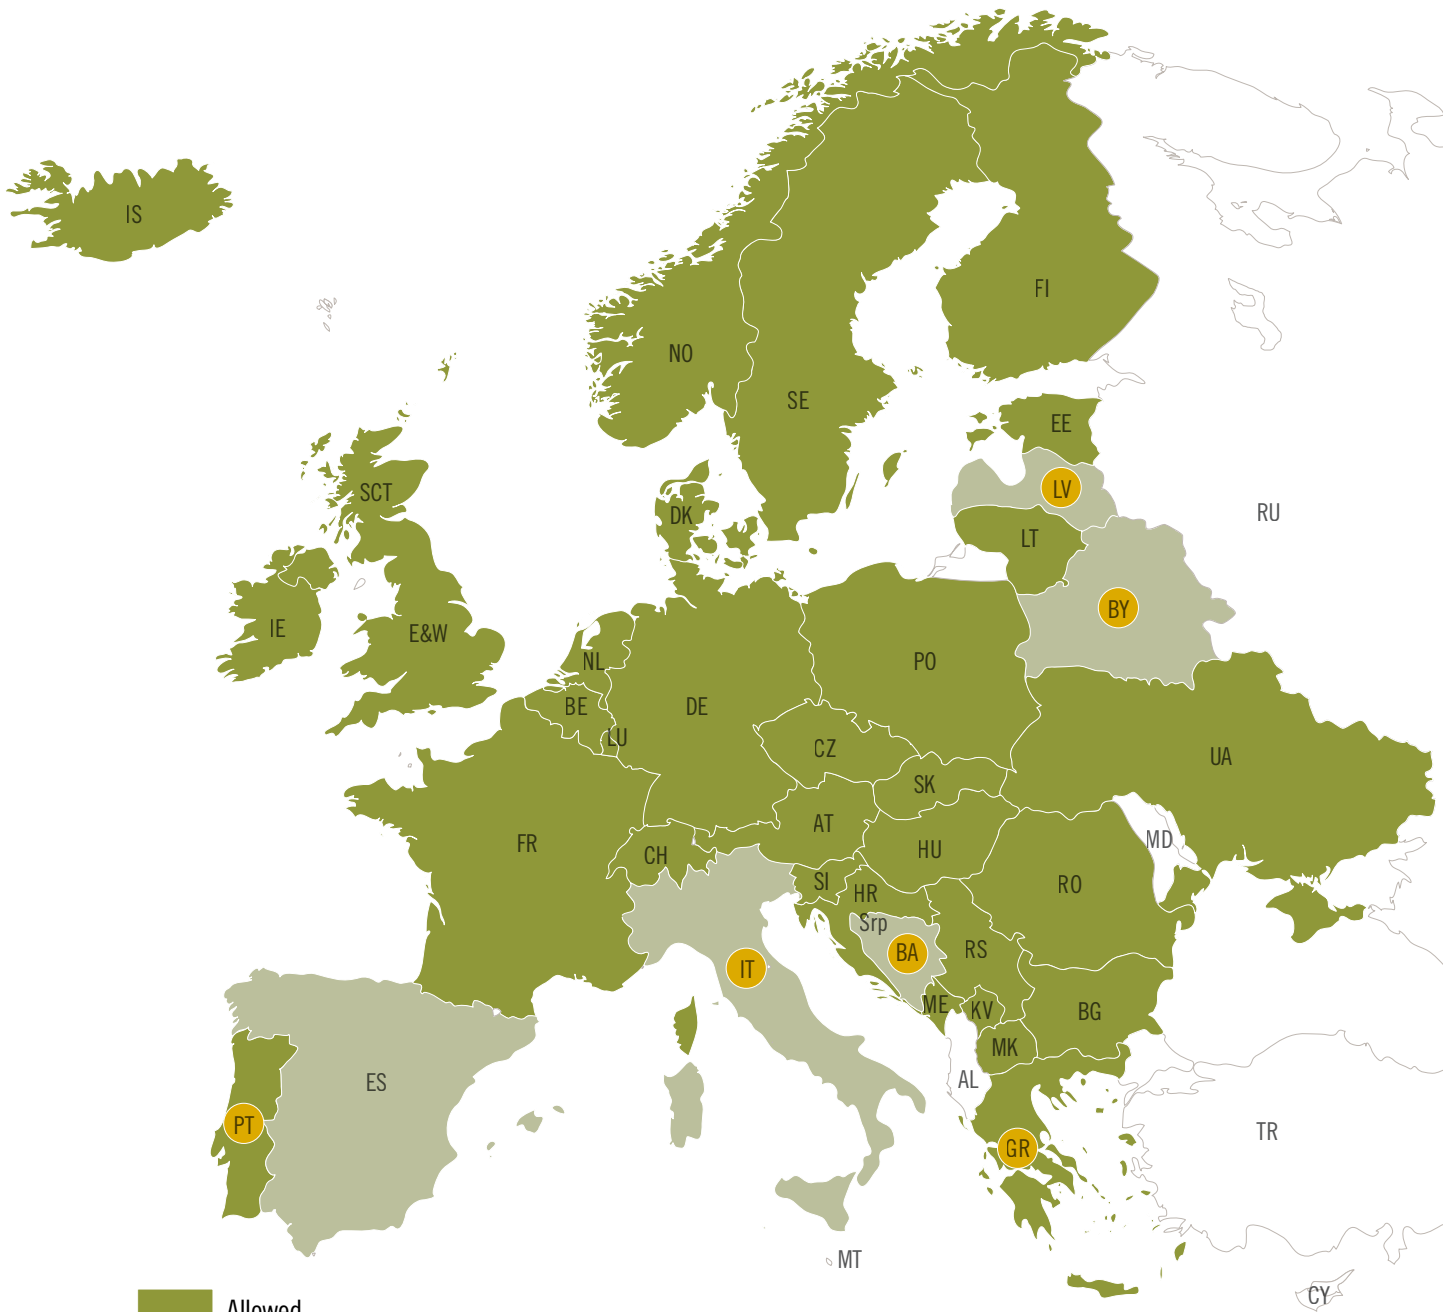 IS
FI
NO
SE
EE
SCT
LV
DK
RU
LT
BY
IE
E&W
NL
PO
BE
DE
LU
CZ
UA
SK
AT
FR
HU
MD
CH
SI
RO
HR
Srp
RS
BA
IT
ME
KV
BG
MK
AL
ES
PT
TR
GR
MT
CY
Allowed